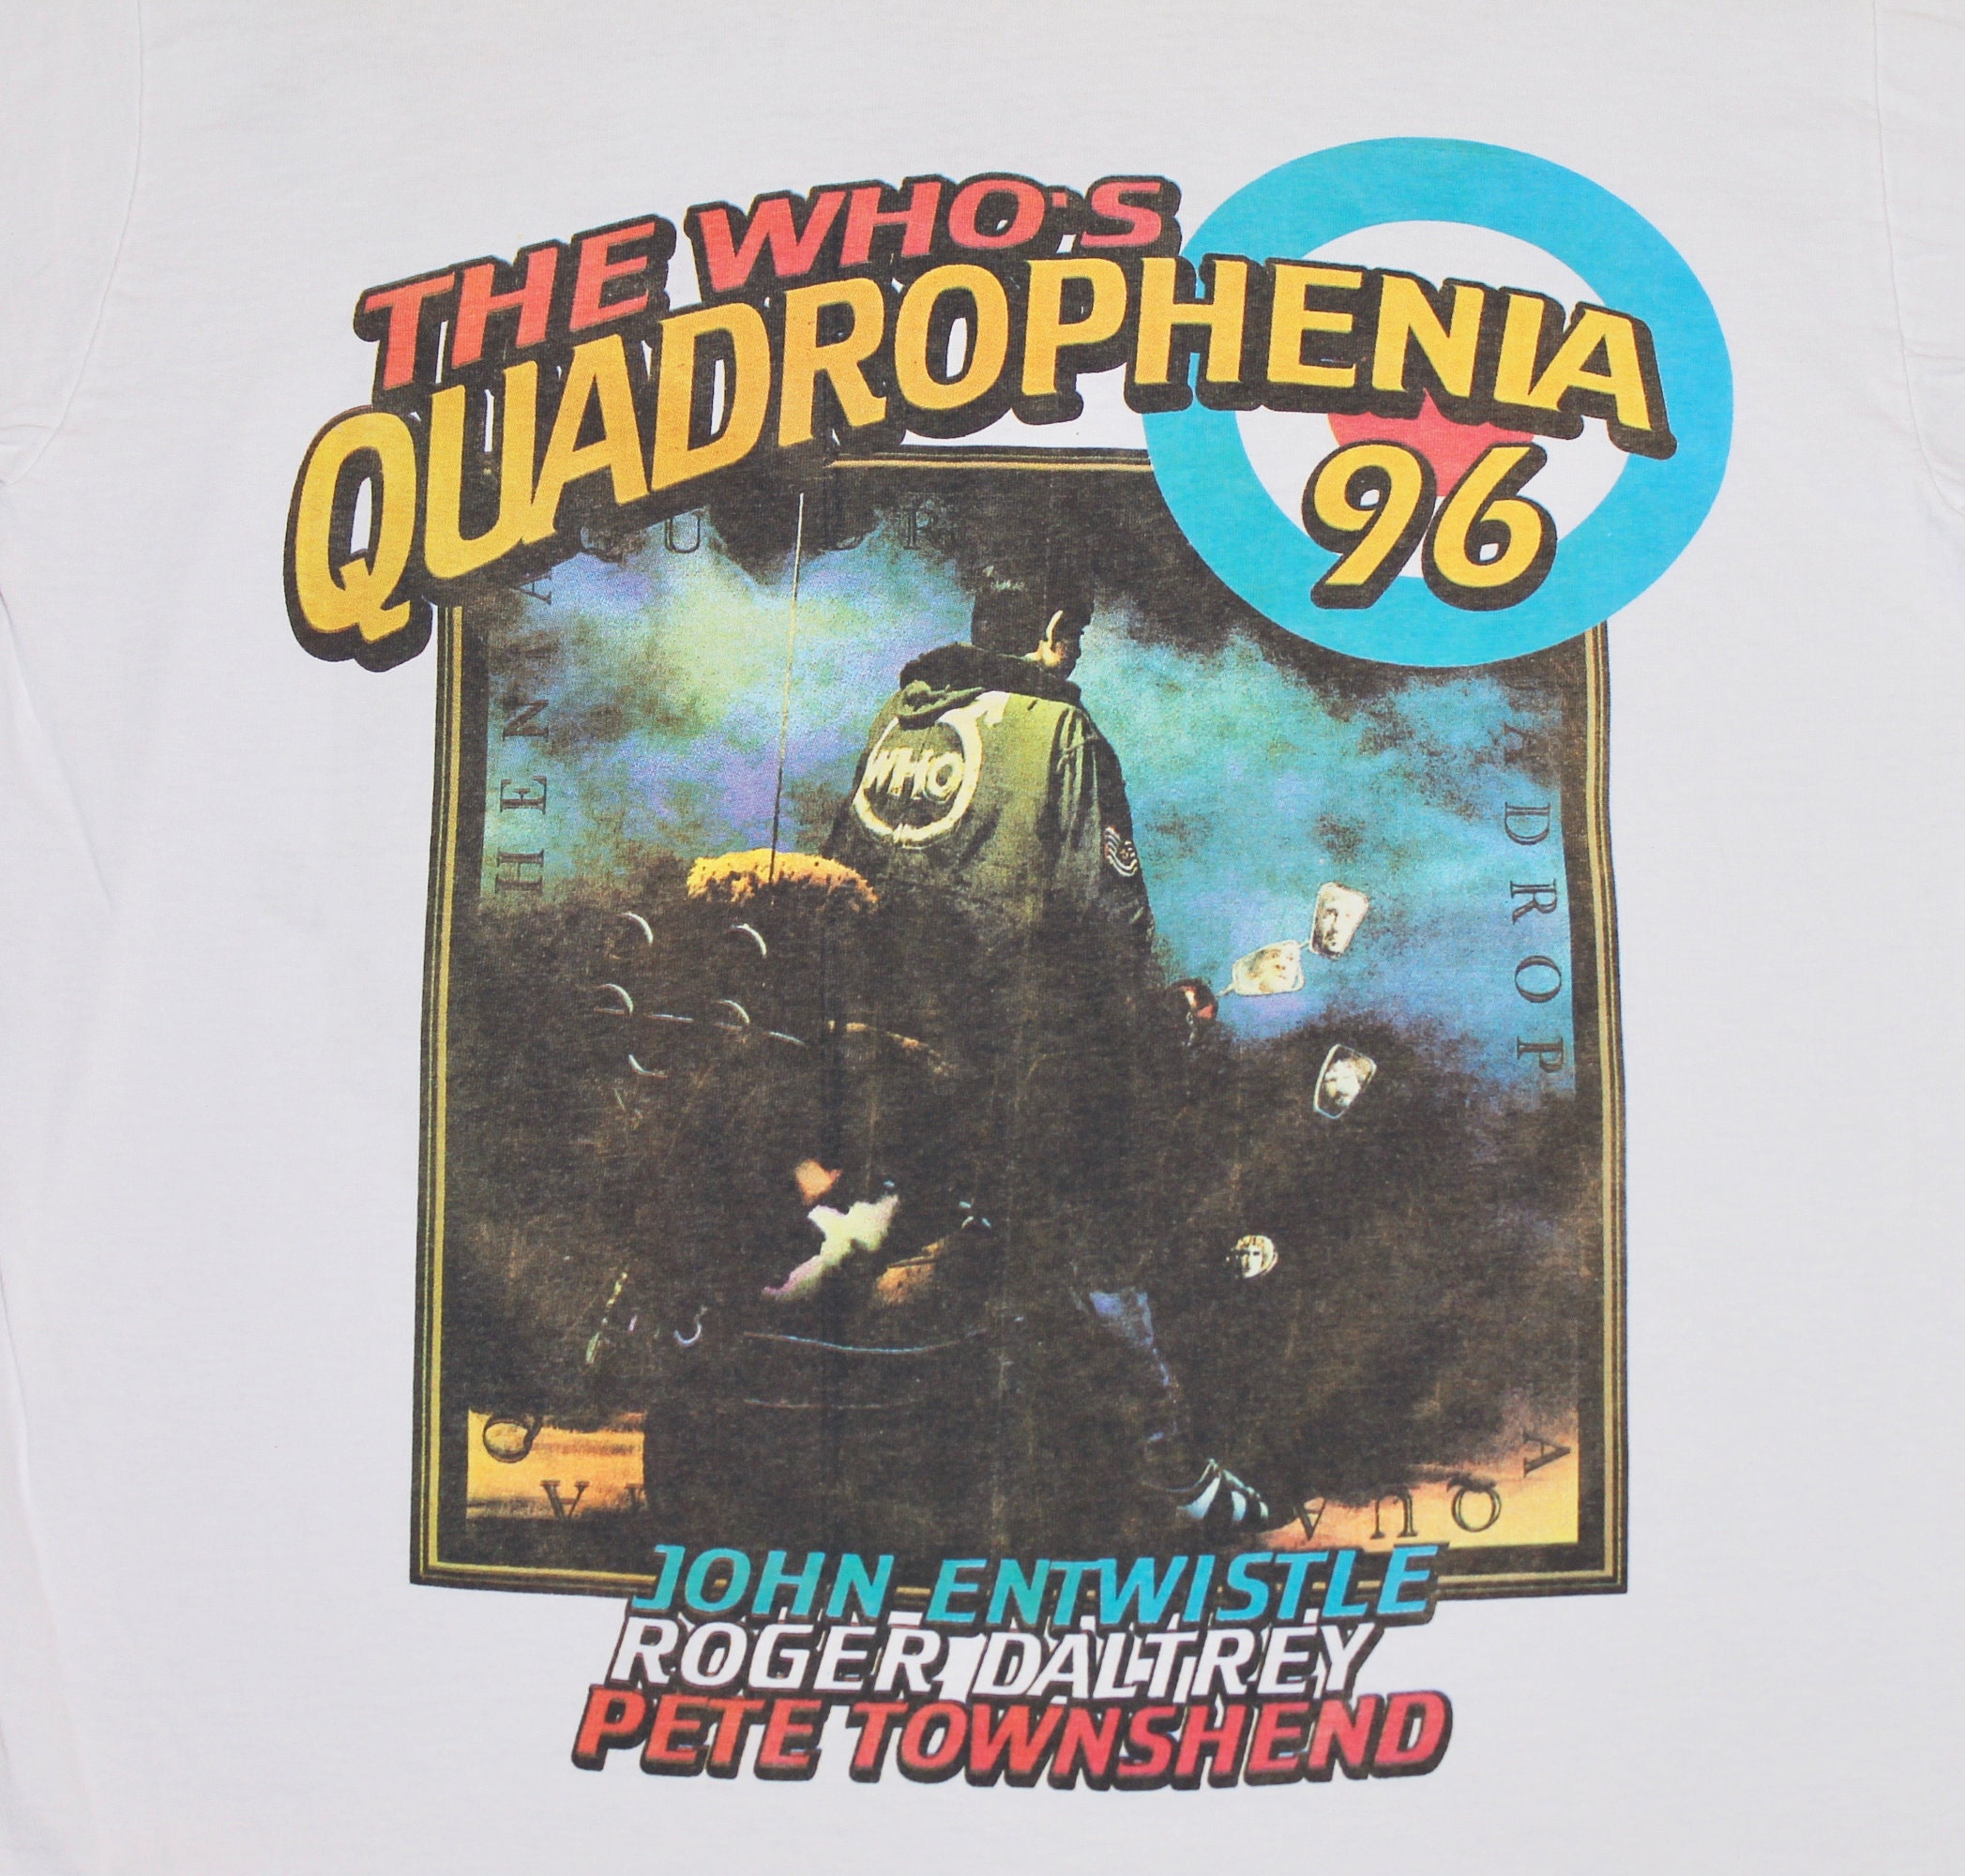 THE WHO'S
QUADROPHENIA
96
WHO
JOHN ENTWISTLE
ROGER DALTREY
PETE TOWNSHEND